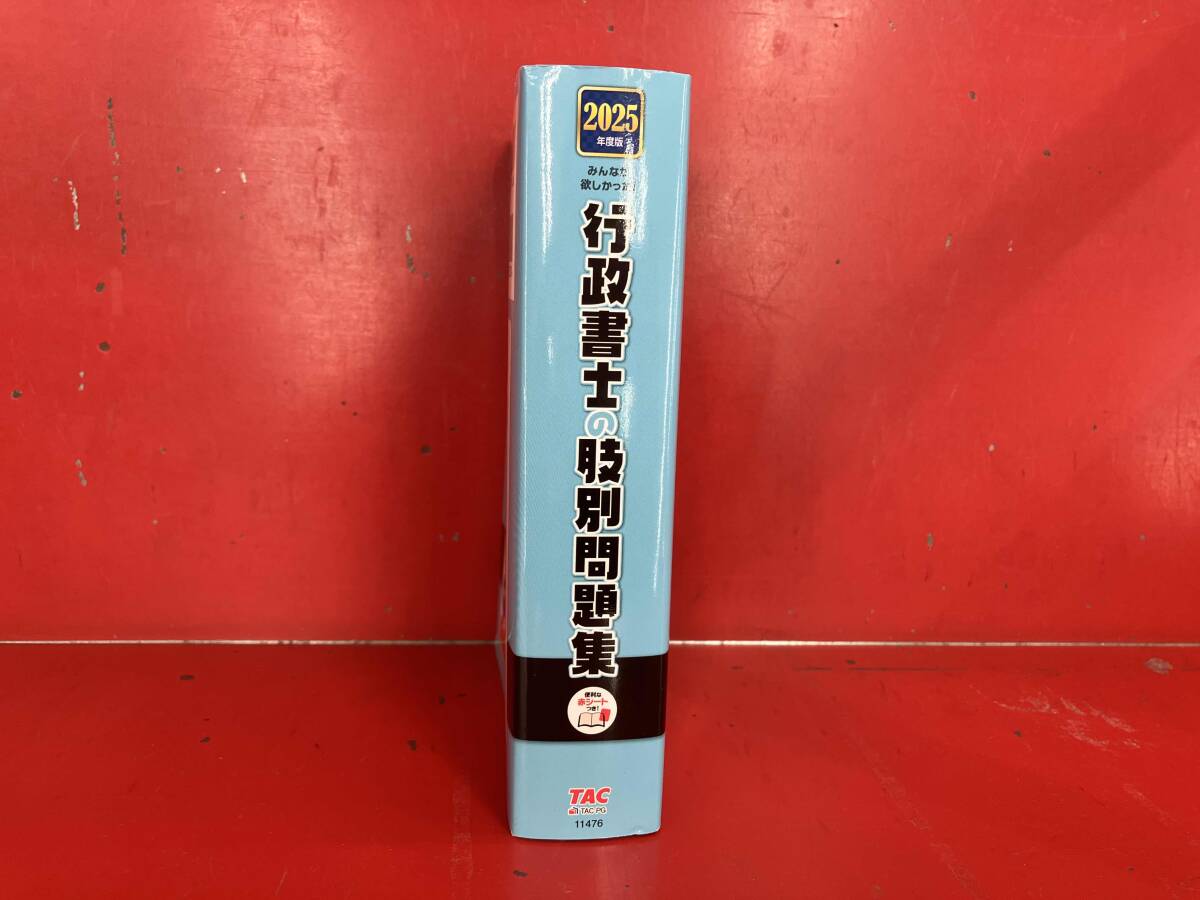 2025
年度版
みんなが
欲しかった!
行政書士の肢別問題集
便利な
赤シート
つき!
TAC
TAC PG
11476